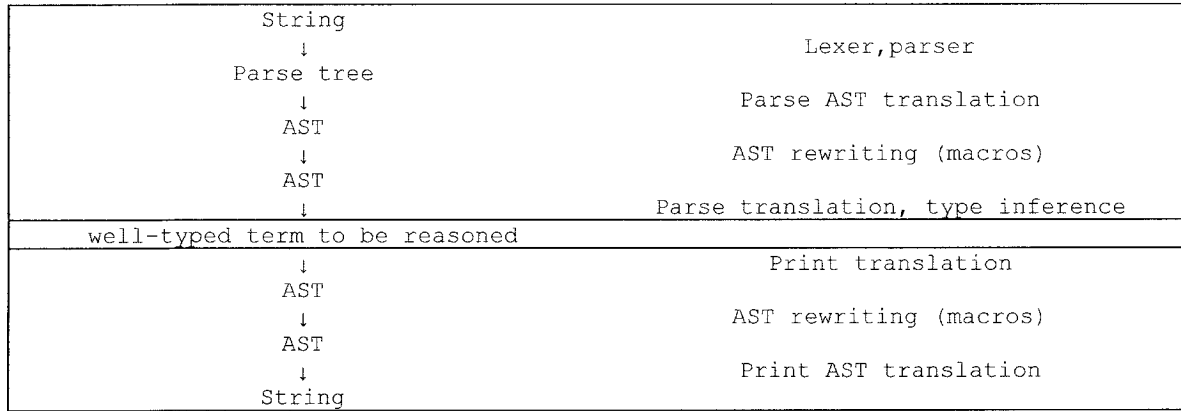 String
↓ Lexer,parser
Parse tree
↓ Parse AST translation
AST
↓ AST rewriting (macros)
AST
↓ Parse translation, type inference
well-typed term to be reasoned
↓ Print translation
AST
↓ AST rewriting (macros)
AST
↓ Print AST translation
String